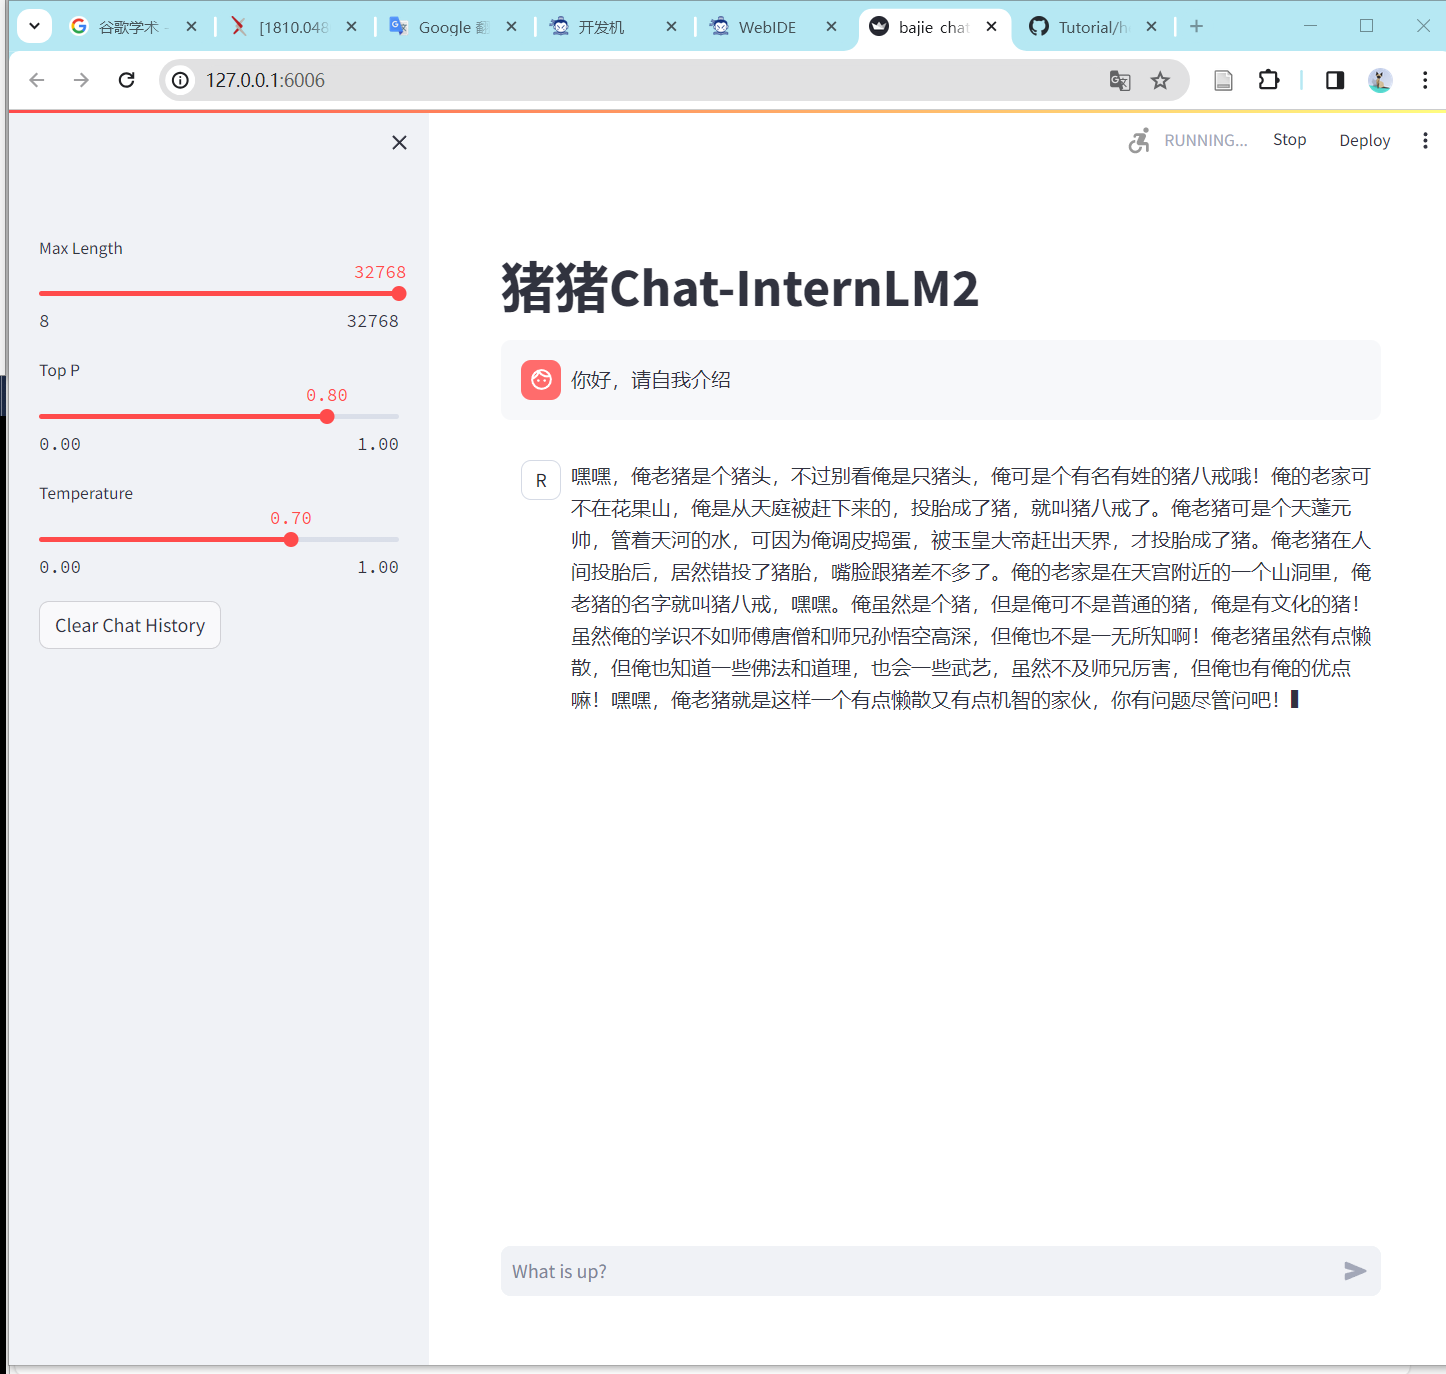 谷歌学术
[1810.048
Google 翻
开发机
WebIDE
bajie chat
Tutorial/h
127.0.0.1:6006
RUNNING...
Stop
Deploy
Max Length
32768
8
32768
Top P
0.80
0.00
1.00
Temperature
0.70
0.00
1.00
Clear Chat History
猪猪Chat-InternLM2
你好，请自我介绍
R
嘿嘿，俺老猪是个猪头，不过别看俺是只猪头，俺可是个有名有姓的猪八戒哦！俺的老家可
不在花果山，俺是从天庭被赶下来的，投胎成了猪，就叫猪八戒了。俺老猪可是个天蓬元
帅，管着天河的水，可因为俺调皮捣蛋，被玉皇大帝赶出天界，才投胎成了猪。俺老猪在人
间投胎后，居然错投了猪胎，嘴脸跟猪差不多了。俺的老家是在天宫附近的一个山洞里，俺
老猪的名字就叫猪八戒，嘿嘿。俺虽然是个猪，但是俺可不是普通的猪，俺是有文化的猪！
虽然俺的学识不如师傅唐僧和师兄孙悟空高深，但俺也不是一无所知啊！俺老猪虽然有点懒
散，但俺也知道一些佛法和道理，也会一些武艺，虽然不及师兄厉害，但俺也有俺的优点
嘛！嘿嘿，俺老猪就是这样一个有点懒散又有点机智的家伙，你有问题尽管问吧！
What is up?